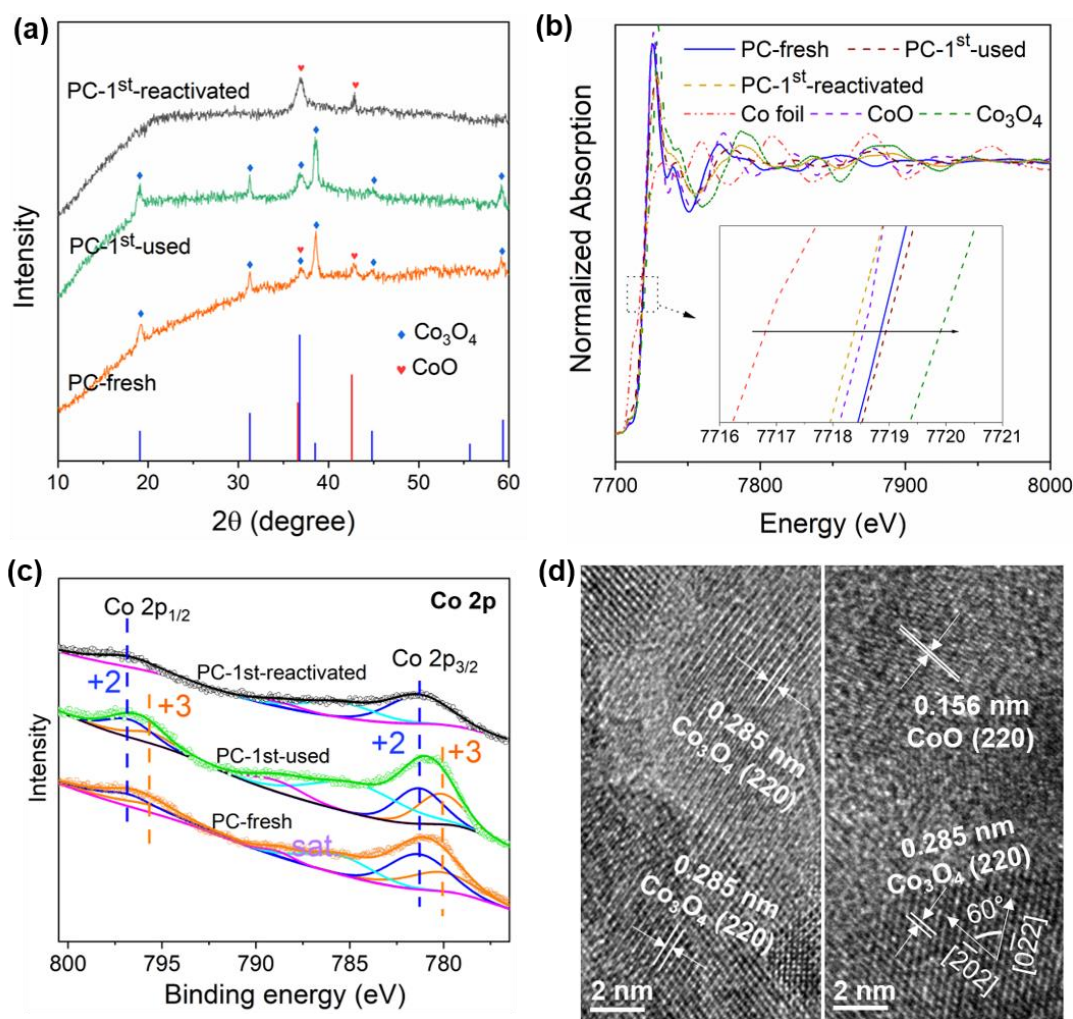 (a)
PC-1st-reactivated
PC-1st-used
PC-fresh
Co3O4
CoO
Intensity
10 20 30 40 50 60
2θ (degree)
(b)
PC-fresh PC-1st-used
PC-1st-reactivated
Co foil CoO Co3O4
Normalized Absorption
7716 7717 7718 7719 7720 7721
7700 7800 7900 8000
Energy (eV)
(c)
Co 2p1/2 Co 2p
PC-1st-reactivated Co 2p3/2
+2 +3
PC-1st-used +2 +3
PC-fresh
sat
Intensity
800 795 790 785 780
Binding energy (eV)
(d)
0.285 nm
Co3O4 (220)
0.285 nm
Co3O4 (220)
2 nm
0.156 nm
CoO (220)
0.285 nm
Co3O4 (220)
60°
[2̅02]
[02̅2]
2 nm